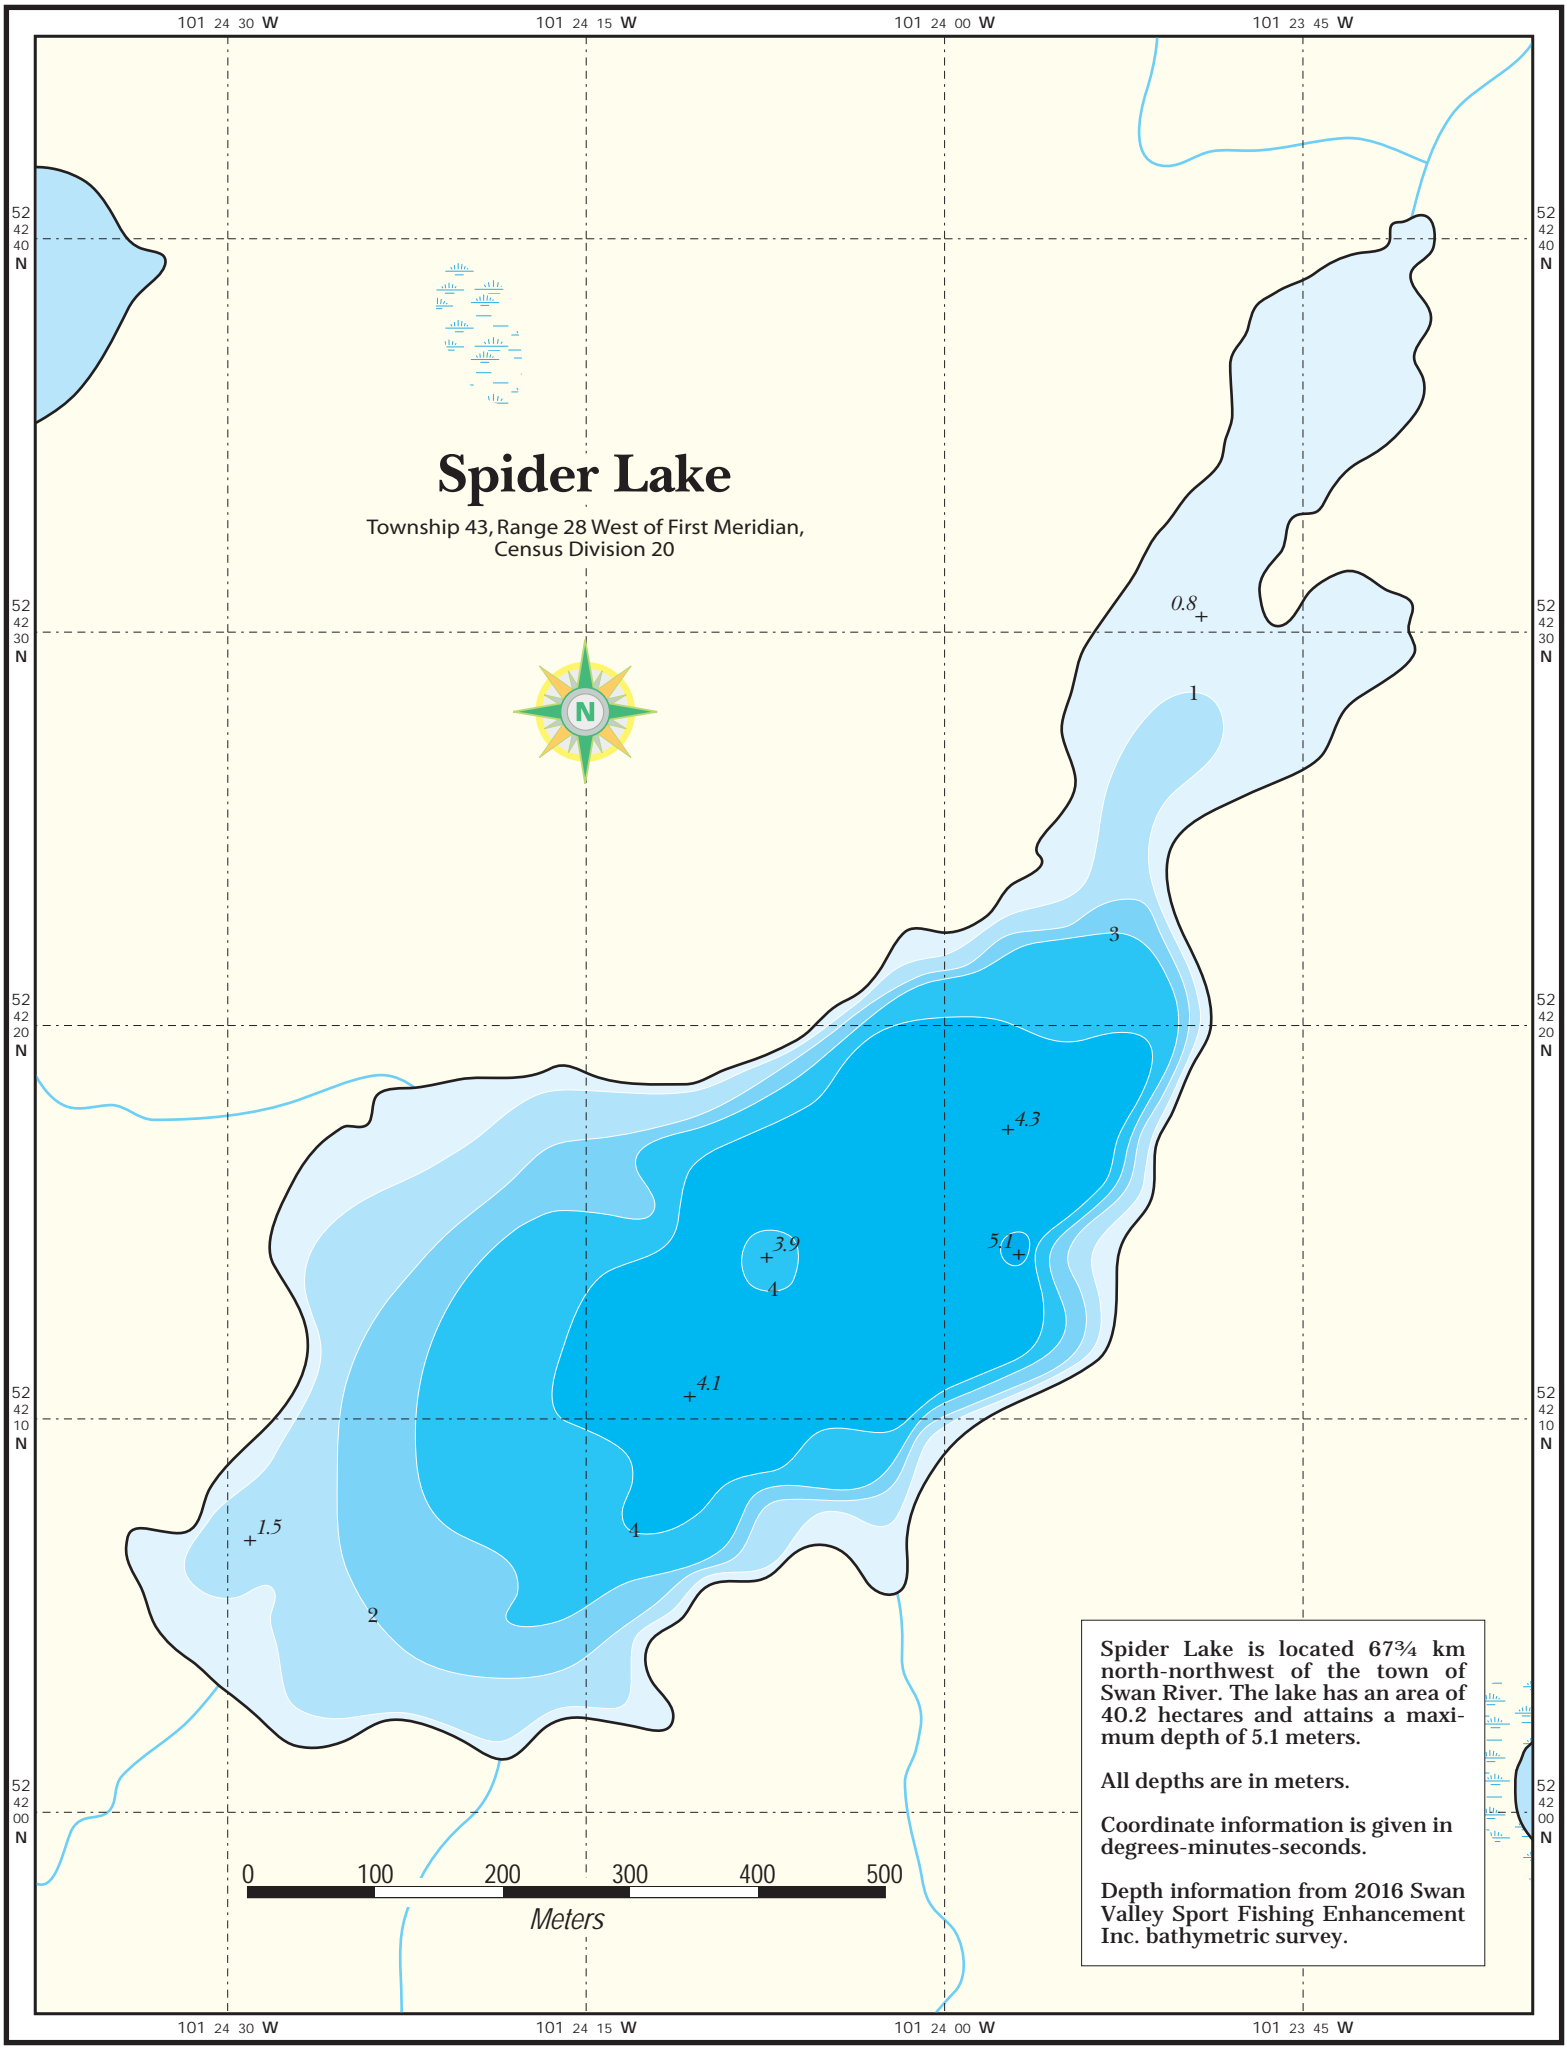 101 24 30 W
101 24 15 W
101 24 00 W
101 23 45 W
52
42
40
N
52
42
40
N
Spider Lake
Township 43, Range 28 West of First Meridian,
Census Division 20
52
42
30
N
0.8
52
42
30
N
N
1
3
52
42
20
N
52
42
20
N
4.3
3.9
5.1
4
4.1
52
42
10
N
52
42
10
N
1.5
4
2
Spider Lake is located 67¾ km
north-northwest of the town of
Swan River. The lake has an area of
40.2 hectares and attains a maxi-
mum depth of 5.1 meters.
All depths are in meters.
Coordinate information is given in
degrees-minutes-seconds.
Depth information from 2016 Swan
Valley Sport Fishing Enhancement
Inc. bathymetric survey.
52
42
00
N
52
42
00
N
0 100 200 300 400 500
Meters
101 24 30 W
101 24 15 W
101 24 00 W
101 23 45 W